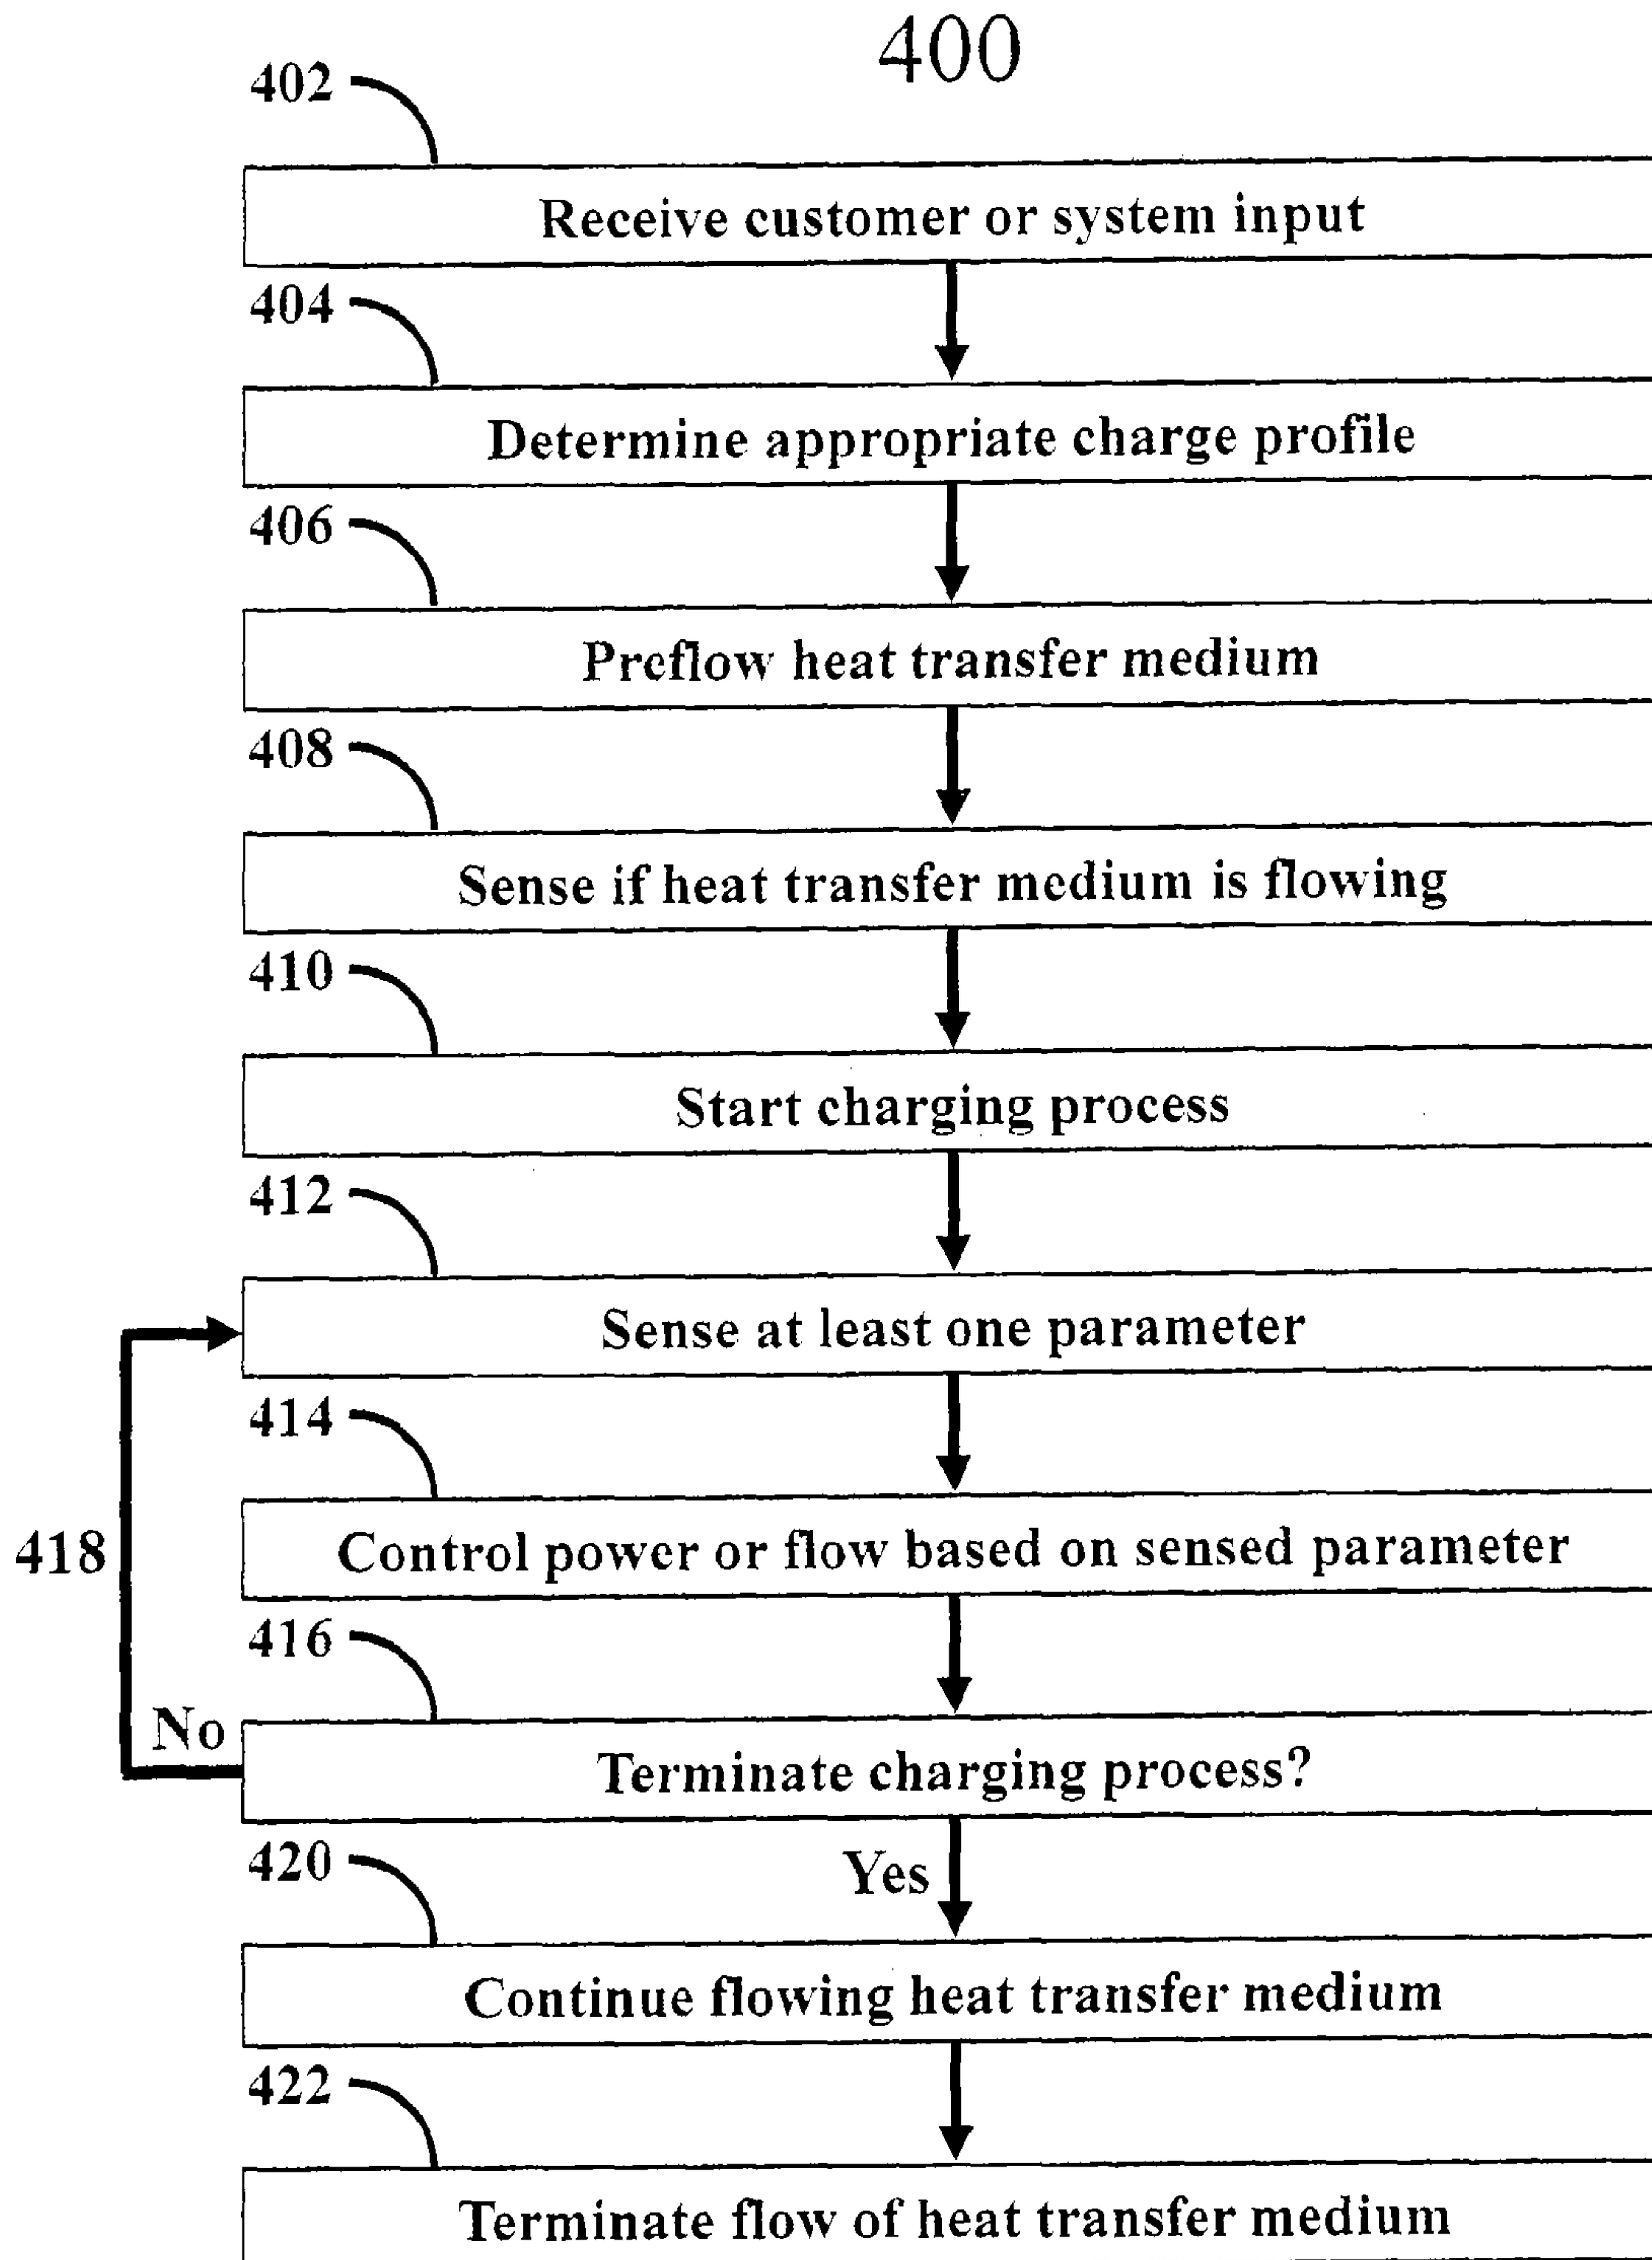 400
402
Receive customer or system input
404
Determine appropriate charge profile
406
Preflow heat transfer medium
408
Sense if heat transfer medium is flowing
410
Start charging process
412
Sense at least one parameter
414
Control power or flow based on sensed parameter
418
416
No
Terminate charging process?
420
Yes
Continue flowing heat transfer medium
422
Terminate flow of heat transfer medium